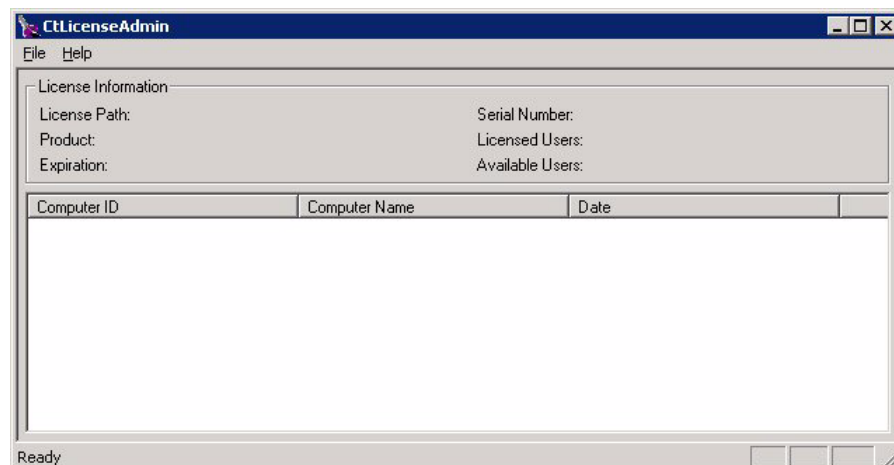 CtLicenseAdmin
File Help
License Information
License Path: Serial Number:
Product: Licensed Users:
Expiration: Available Users:
Computer ID Computer Name Date
Ready